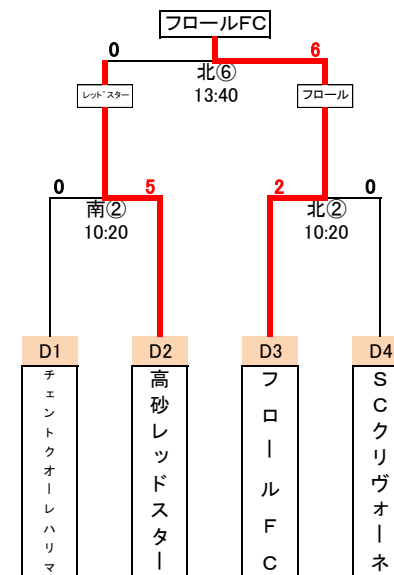 フロールFC
0
6
北⑥
13:40
レッドスター
フロール
0
5
2
0
南②
北②
10:20
10:20
D1
D2
D3
D4
チェントクオーレハリマ
高砂レッドスター
フロールFC
SCクリヴォーネ